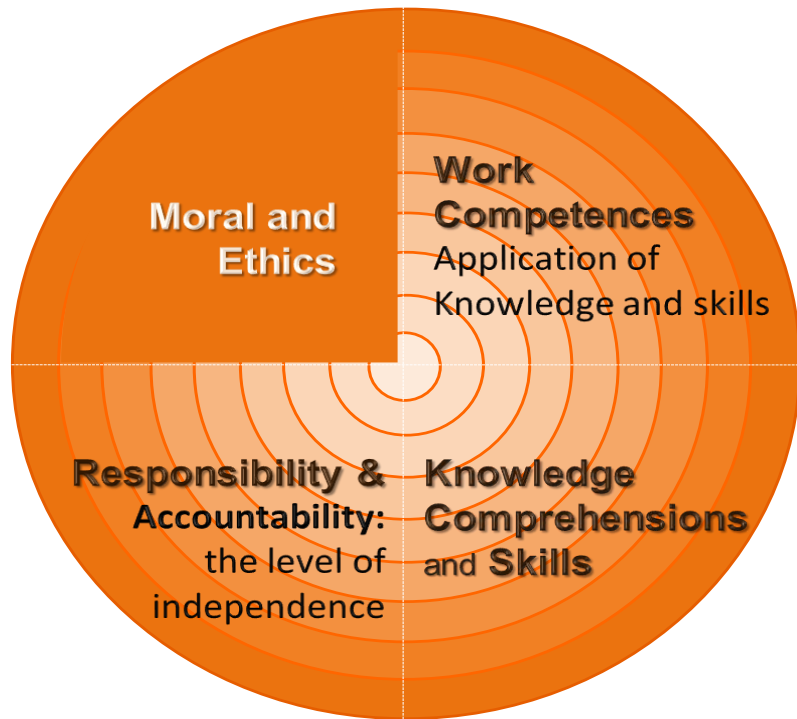 Moral and
Ethics
Work
Competences
Application of
Knowledge and skills
Responsibility &
Accountability:
the level of
independence
Knowledge
Comprehensions
and Skills